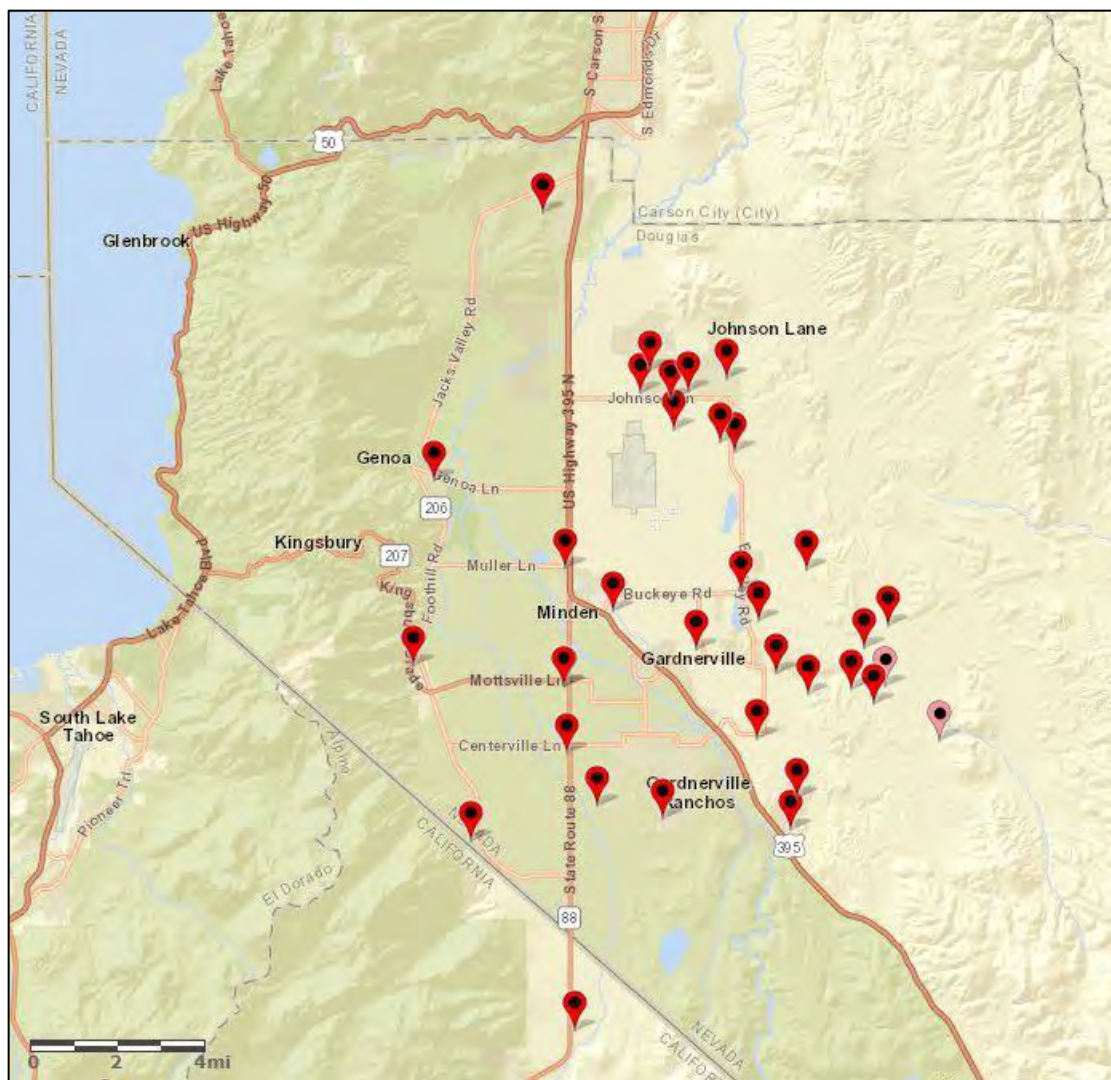 CALIFORNIA
NEVADA
Lake Tahoe
S Carson St
S Edmonds Dr
50
US Highway 50
Glenbrook
Carson City (City)
Douglas
Jacks Valley Rd
US Highway 395 N
Johnson Lane
Genoa
Genoa Ln
206
Kingsbury
207
Foothill Rd
Muller Ln
Buckeye Rd
Minden
Lake Tahoe Blvd
Gardnerville
Mottsville Ln
South Lake
Tahoe
Alpine
Centerville Ln
Pioneer Trl
NEVADA
CALIFORNIA
State Route 88
395
El Dorado
88
NEVADA
CALIFORNIA
0 2 4mi